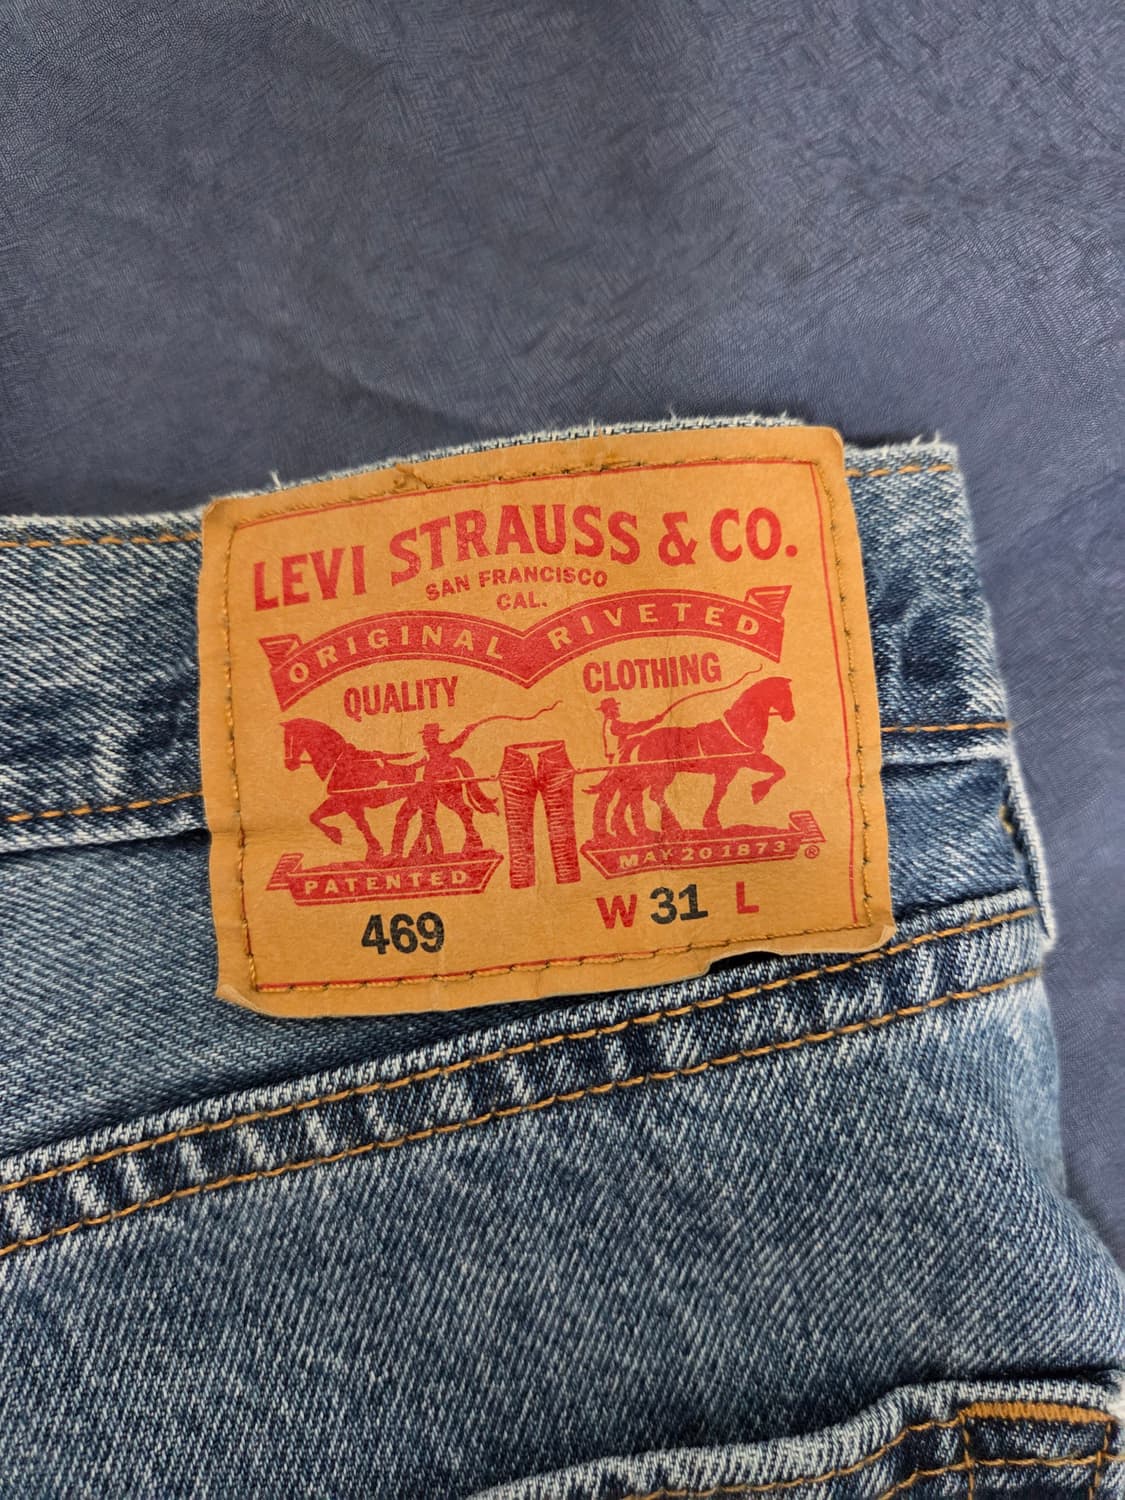 LEVI STRAUSS & CO.
SAN FRANCISCO
CAL.
ORIGINAL RIVETED
QUALITY CLOTHING
PATENTED MAY 20 1873 ®
469 W 31 L